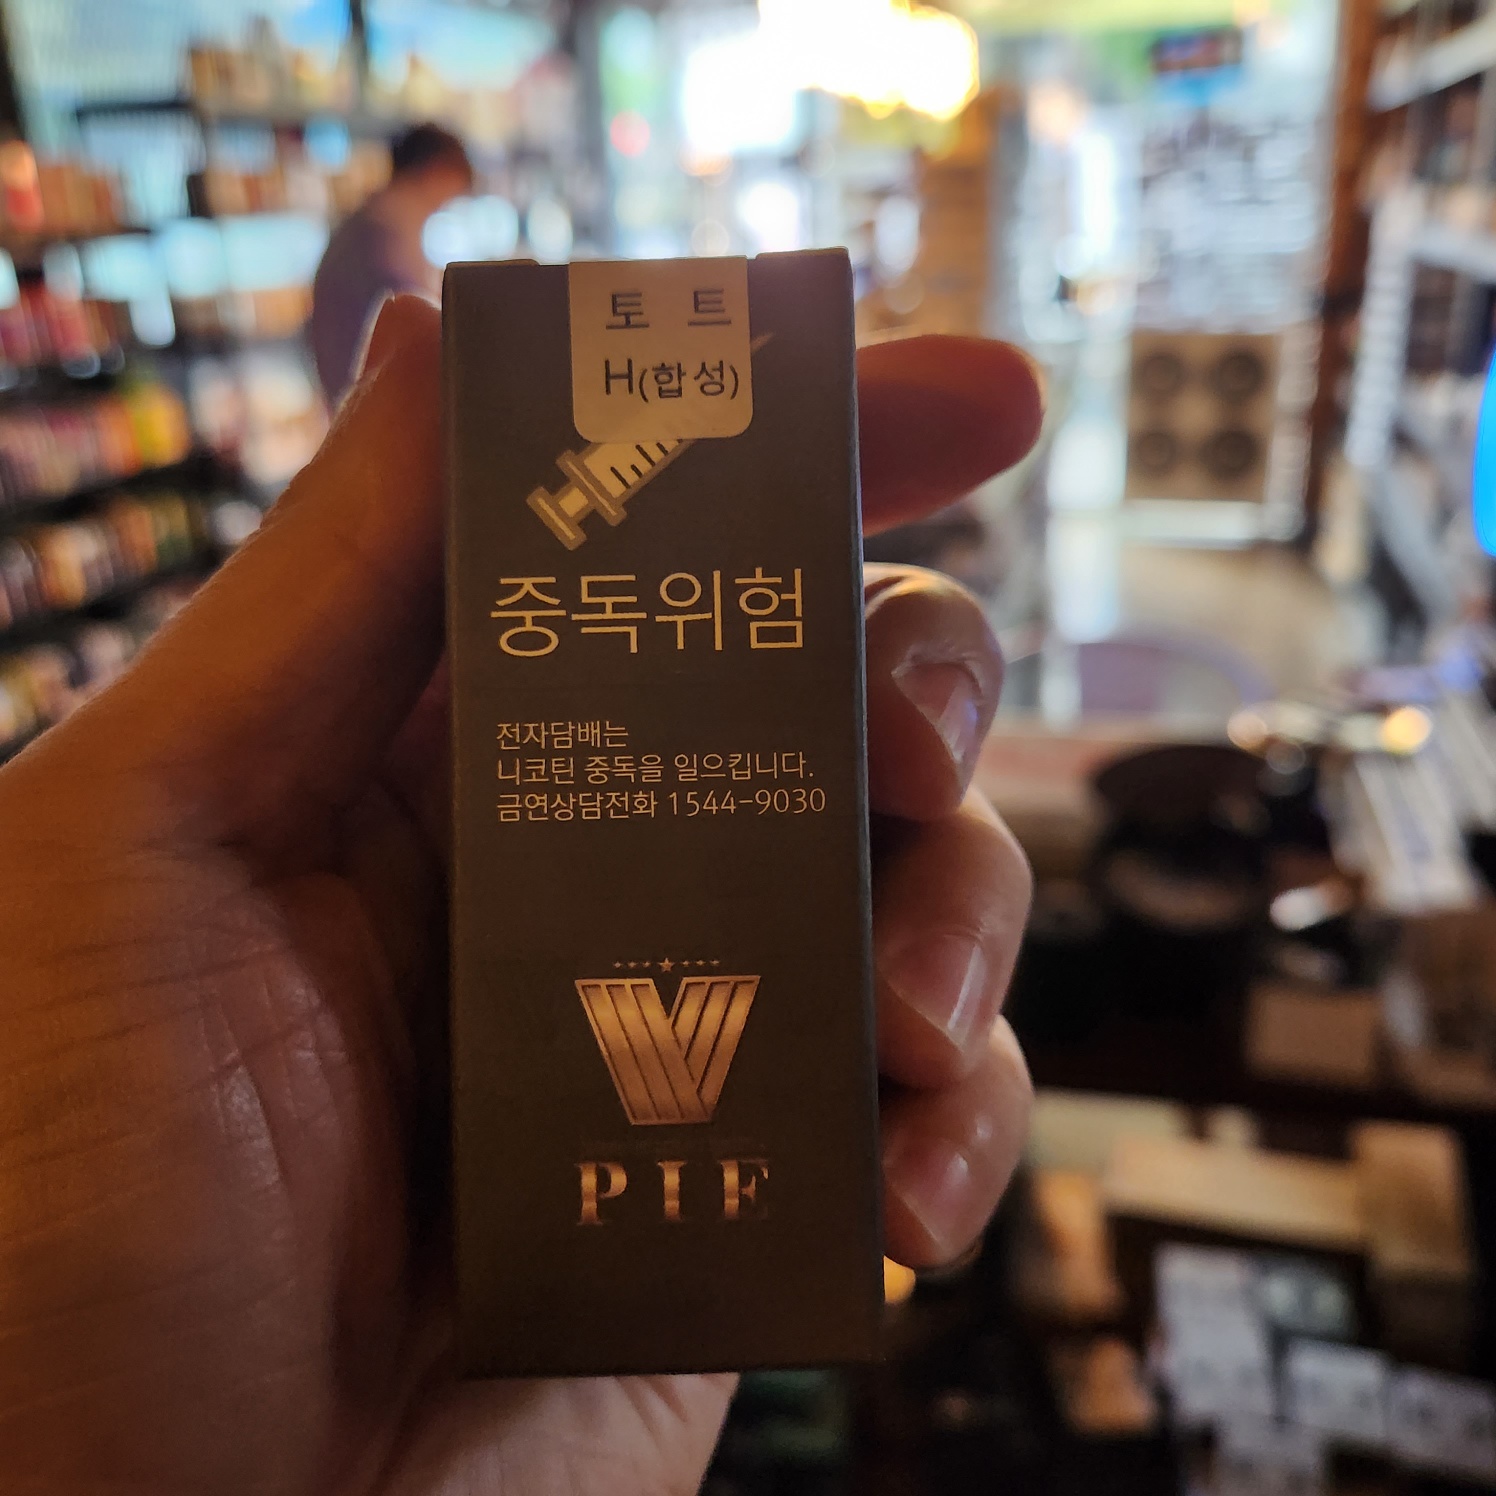 토 트
H(합성)
중독위험
전자담배는
니코틴 중독을 일으킵니다.
금연상담전화 1544-9030
V
PIE